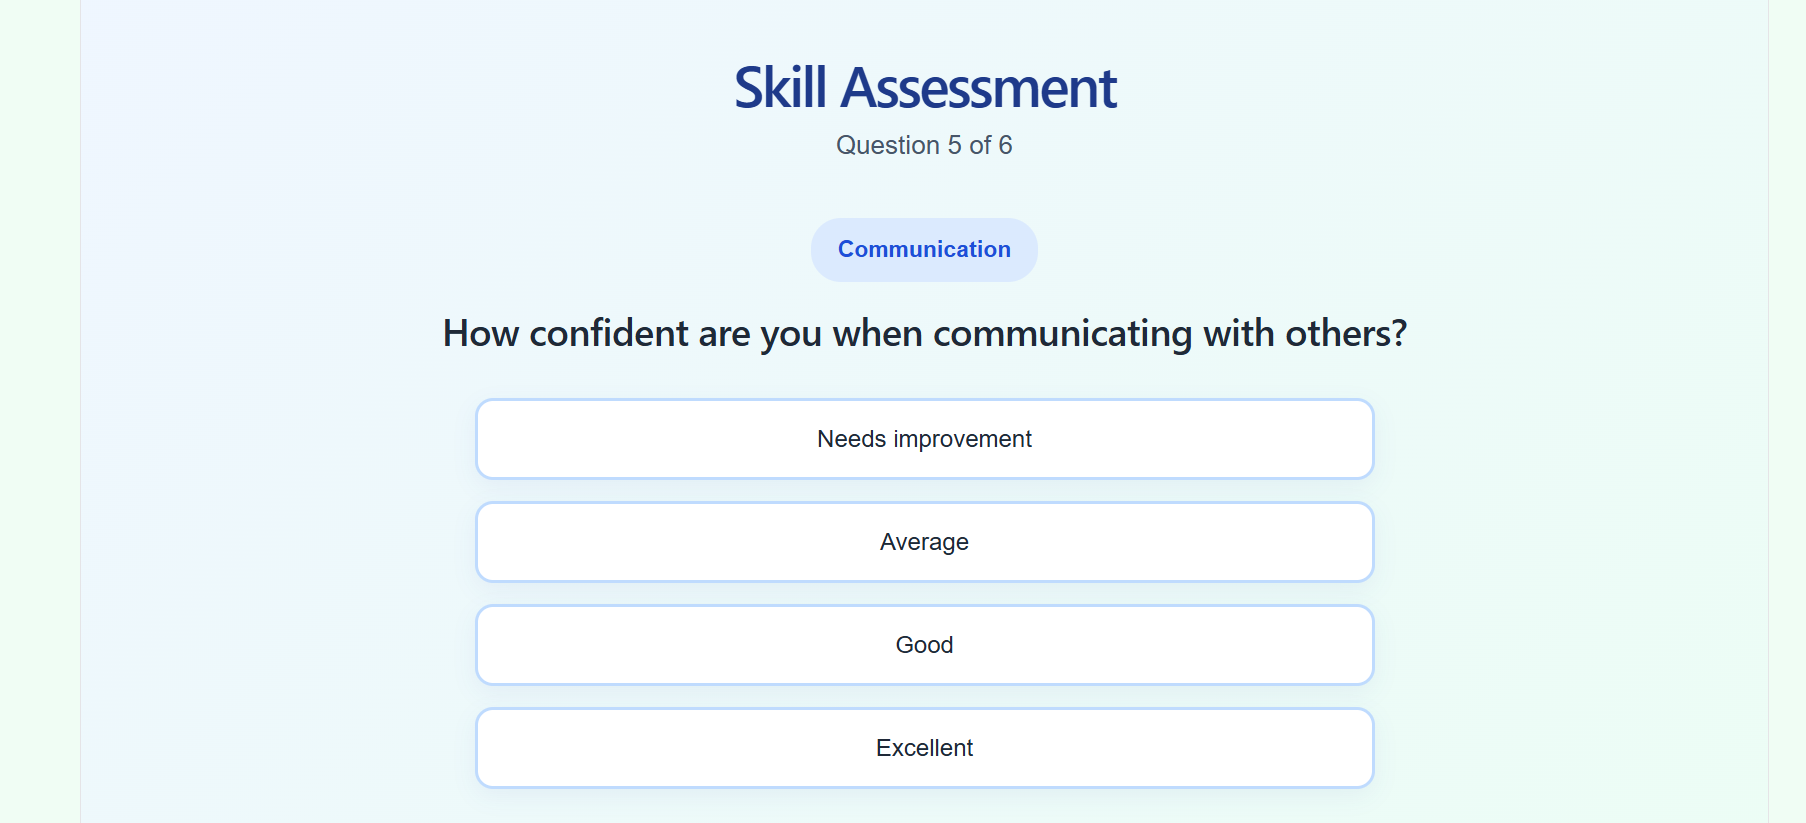 Skill Assessment
Question 5 of 6
Communication
How confident are you when communicating with others?
Needs improvement
Average
Good
Excellent